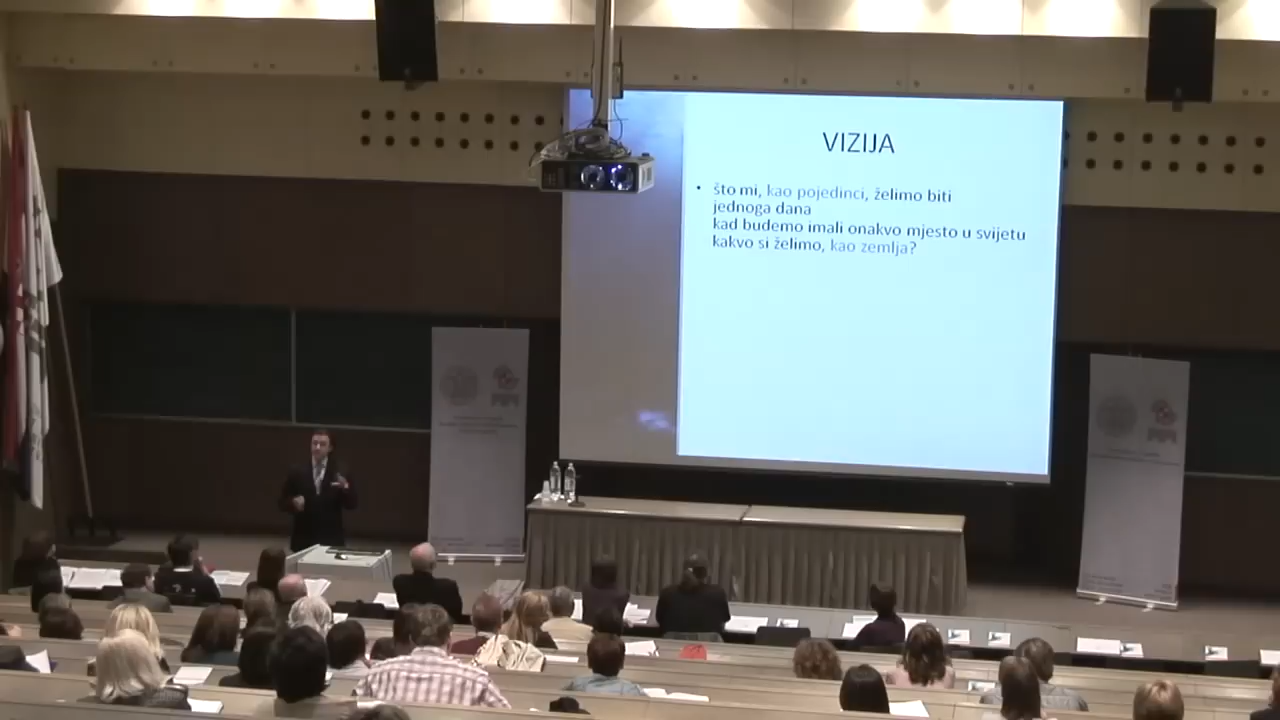 VIZIJA
• što mi, kao pojedinci, želimo biti
jednoga dana
kad budemo imali onakvo mjesto u svijetu
kakvo si želimo, kao zemlja?